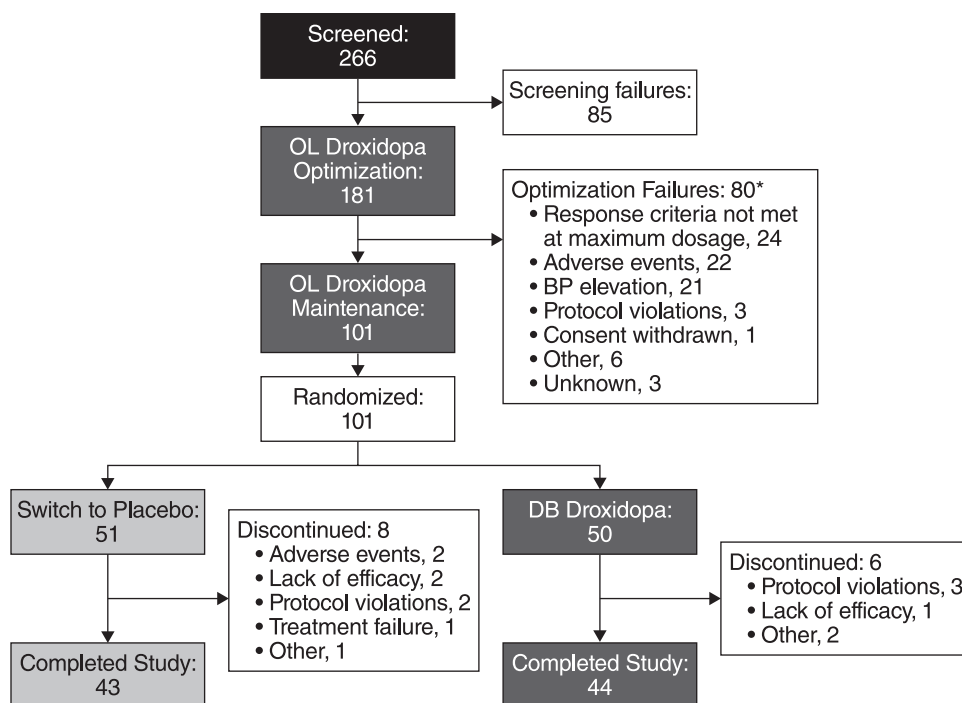 Screened:
266
Screening failures:
85
OL Droxidopa
Optimization:
181
Optimization Failures: 80*
• Response criteria not met
at maximum dosage, 24
• Adverse events, 22
• BP elevation, 21
• Protocol violations, 3
• Consent withdrawn, 1
• Other, 6
• Unknown, 3
OL Droxidopa
Maintenance:
101
Randomized:
101
Switch to Placebo:
51
Discontinued: 8
• Adverse events, 2
• Lack of efficacy, 2
• Protocol violations, 2
• Treatment failure, 1
• Other, 1
Completed Study:
43
DB Droxidopa:
50
Discontinued: 6
• Protocol violations, 3
• Lack of efficacy, 1
• Other, 2
Completed Study:
44